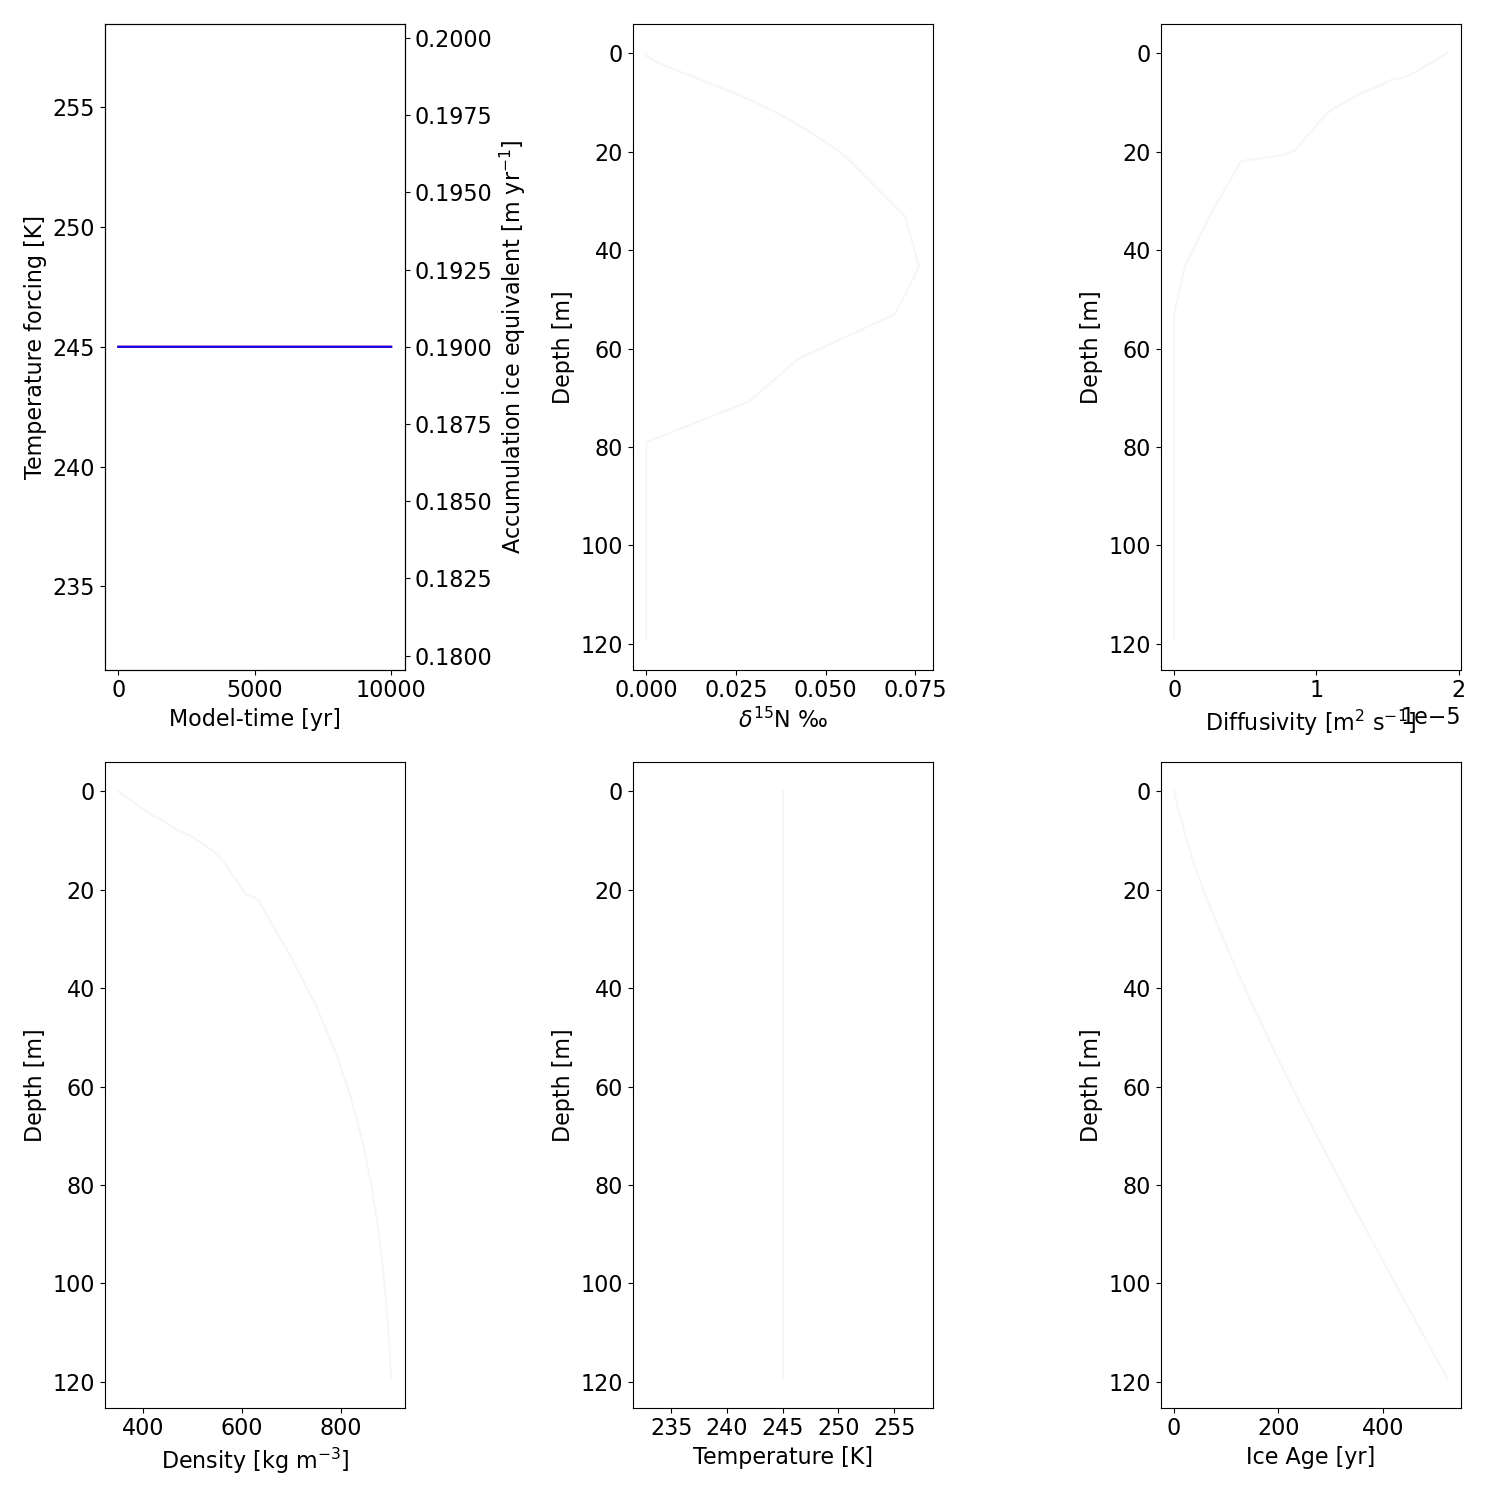 Temperature forcing [K]
255
250
245
240
235
0 5000 10000
Model-time [yr]
0.2000
0.1975
0.1950
0.1925
0.1900
0.1875
0.1850
0.1825
0.1800
Accumulation ice equivalent [m yr⁻¹]
Depth [m]
0
20
40
60
80
100
120
0.000 0.025 0.050 0.075
δ¹⁵N ‰
Depth [m]
0
20
40
60
80
100
120
0 1 2
Diffusivity [m² s⁻¹]
1e−5
Depth [m]
0
20
40
60
80
100
120
400 600 800
Density [kg m⁻³]
Depth [m]
0
20
40
60
80
100
120
235 240 245 250 255
Temperature [K]
Depth [m]
0
20
40
60
80
100
120
0 200 400
Ice Age [yr]